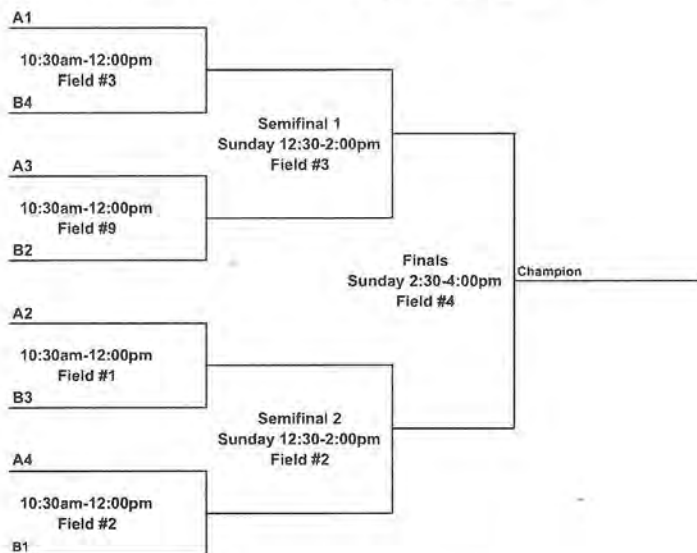 A1
10:30am-12:00pm
Field #3
B4
Semifinal 1
Sunday 12:30-2:00pm
Field #3
A3
10:30am-12:00pm
Field #9
B2
Finals
Sunday 2:30-4:00pm
Field #4
Champion
A2
10:30am-12:00pm
Field #1
B3
Semifinal 2
Sunday 12:30-2:00pm
Field #2
A4
10:30am-12:00pm
Field #2
B1